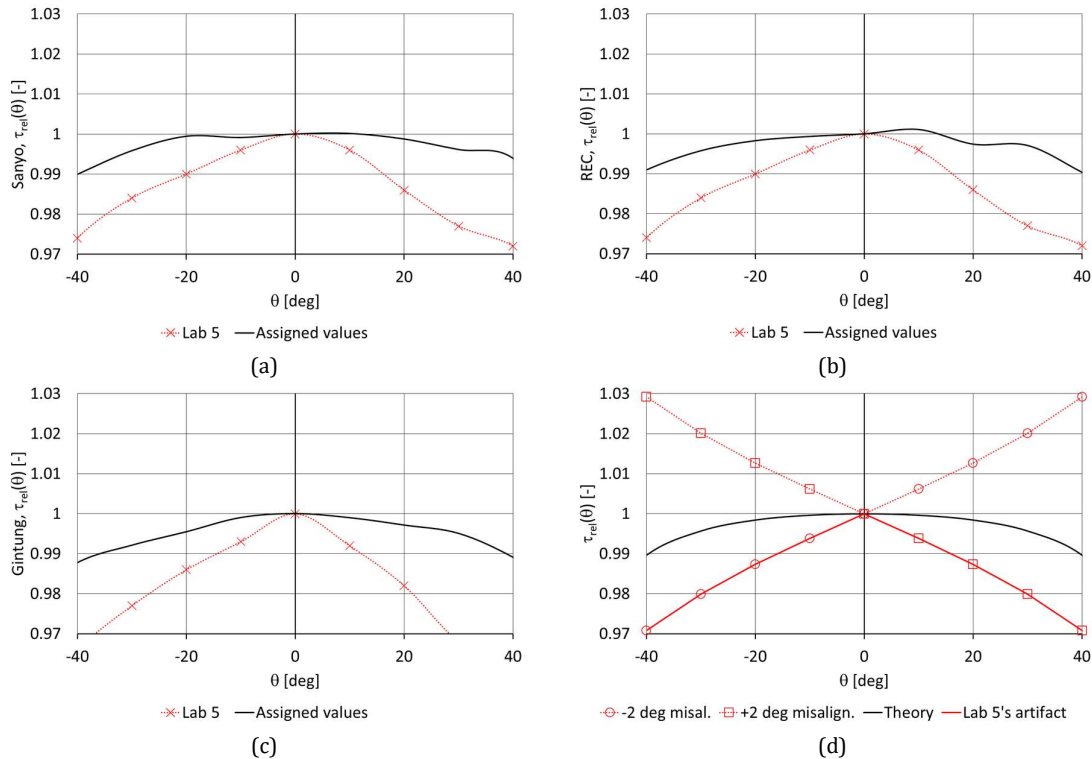 1.03
1.02
1.01
1
0.99
0.98
0.97
Sanyo, τrel(θ) [-]
-40 -20 0 20 40
θ [deg]
Lab 5 Assigned values
(a)
1.03
1.02
1.01
1
0.99
0.98
0.97
REC, τrel(θ) [-]
-40 -20 0 20 40
θ [deg]
Lab 5 Assigned values
(b)
1.03
1.02
1.01
1
0.99
0.98
0.97
Gintung, τrel(θ) [-]
-40 -20 0 20 40
θ [deg]
Lab 5 Assigned values
(c)
1.03
1.02
1.01
1
0.99
0.98
0.97
τrel(θ) [-]
-40 -20 0 20 40
θ [deg]
-2 deg misal. +2 deg misalign. Theory Lab 5's artifact
(d)